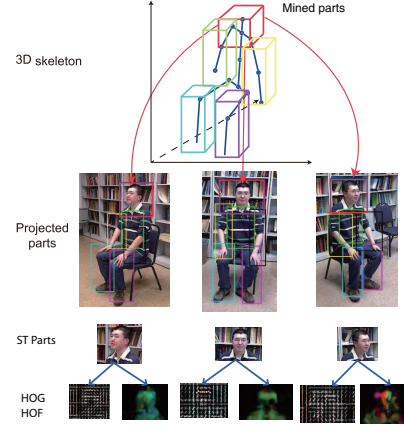 Mined parts
3D skeleton
Projected
parts
ST Parts
HOG
HOF